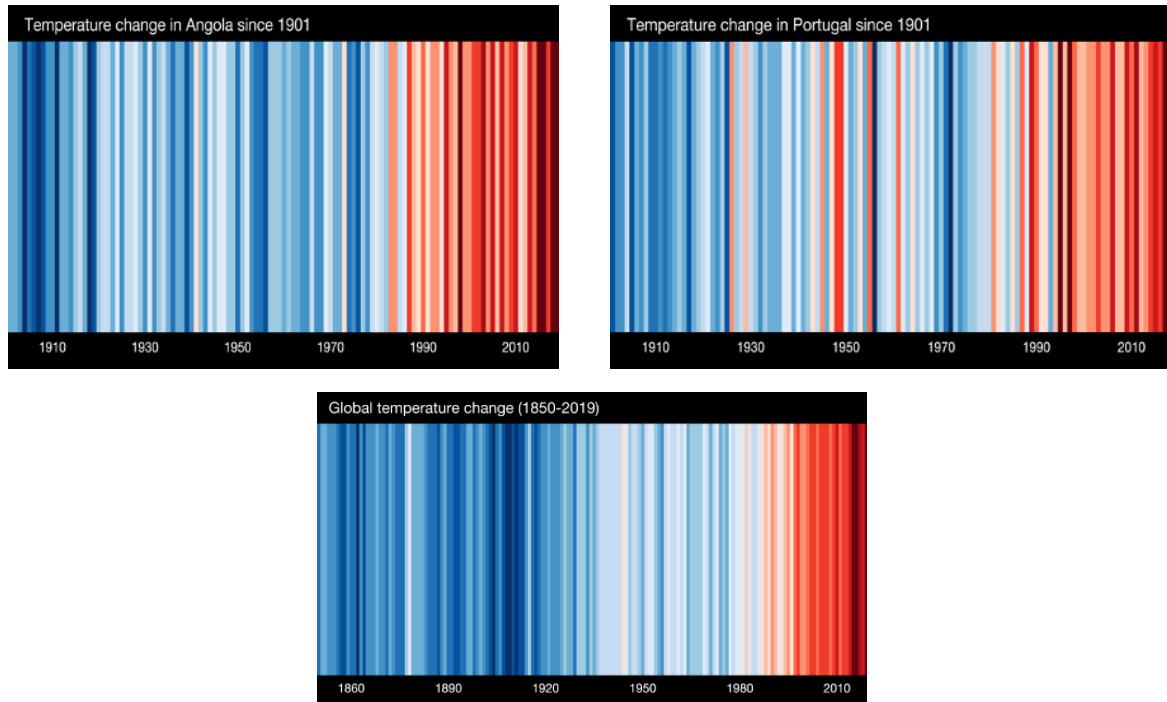 Temperature change in Angola since 1901
1910 1930 1950 1970 1990 2010
Temperature change in Portugal since 1901
1910 1930 1950 1970 1990 2010
Global temperature change (1850-2019)
1860 1890 1920 1950 1980 2010